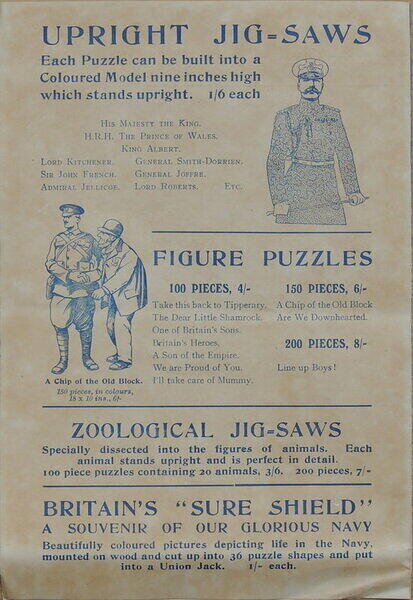 UPRIGHT JIG=SAWS
Each Puzzle can be built into a
Coloured Model nine inches high
which stands upright. 1/6 each
His Majesty the King.
H.R.H. The Prince of Wales.
King Albert.
Lord Kitchener. General Smith-Dorrien.
Sir John French. General Joffre.
Admiral Jellicoe. Lord Roberts. Etc.
FIGURE PUZZLES
100 PIECES, 4/-
Take this back to Tipperary,
The Dear Little Shamrock.
One of Britain's Sons.
Britain's Heroes,
A Son of the Empire.
We are Proud of You.
I'll take care of Mummy.
150 PIECES, 6/-
A Chip of the Old Block
Are We Downhearted.
200 PIECES, 8/-
Line up Boys!
A Chip of the Old Block.
150 pieces, in colours,
18 x 10 ins., 6/-
ZOOLOGICAL JIG-SAWS
Specially dissected into the figures of animals. Each
animal stands upright and is perfect in detail.
100 piece puzzles containing 20 animals, 3/6. 200 pieces, 7/-
BRITAIN'S "SURE SHIELD"
A SOUVENIR OF OUR GLORIOUS NAVY
Beautifully coloured pictures depicting life in the Navy,
mounted on wood and cut up into 36 puzzle shapes and put
into a Union Jack. 1/- each.